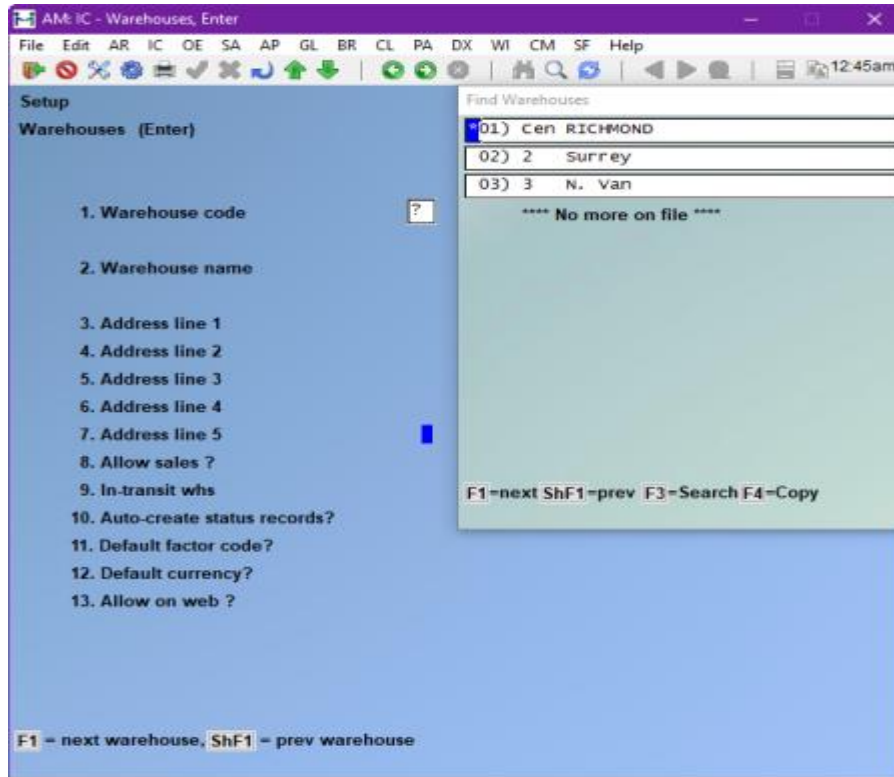 AM: IC - Warehouses, Enter
File Edit AR IC OE SA AP GL BR CL PA DX WI CM SF Help
12:45am
Setup
Warehouses (Enter)
1. Warehouse code ?
2. Warehouse name
3. Address line 1
4. Address line 2
5. Address line 3
6. Address line 4
7. Address line 5
8. Allow sales ?
9. In-transit whs
10. Auto-create status records?
11. Default factor code?
12. Default currency?
13. Allow on web ?
F1 = next warehouse, ShF1 = prev warehouse
Find Warehouses
*01) Cen RICHMOND
02) 2 Surrey
03) 3 N. Van
**** No more on file ****
F1=next ShF1=prev F3=Search F4=Copy